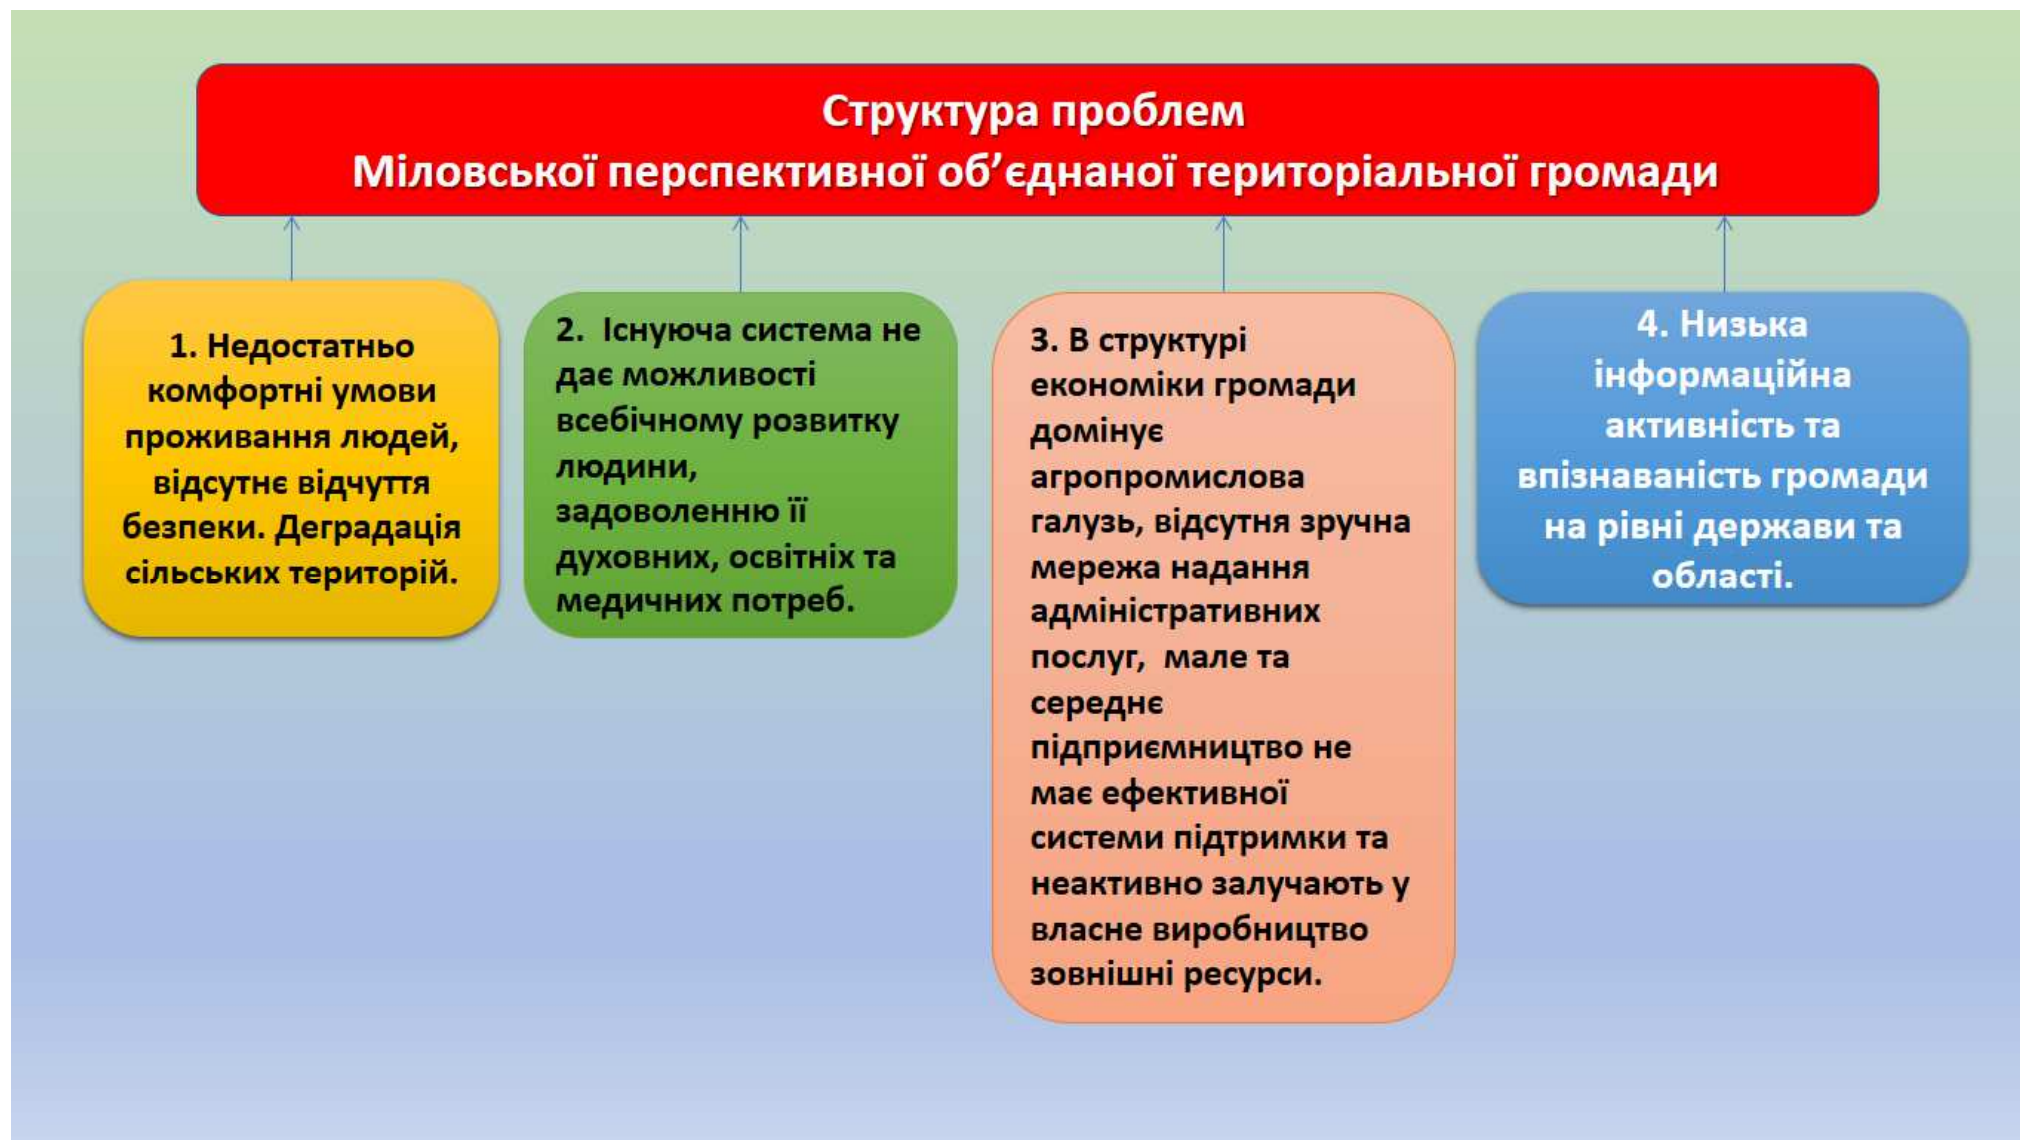 Структура проблем
Міловської перспективної об’єднаної територіальної громади
1. Недостатньо
комфортні умови
проживання людей,
відсутнє відчуття
безпеки. Деградація
сільських територій.
2. Існуюча система не
дає можливості
всебічному розвитку
людини,
задоволенню її
духовних, освітніх та
медичних потреб.
3. В структурі
економіки громади
домінує
агропромислова
галузь, відсутня зручна
мережа надання
адміністративних
послуг, мале та
середнє
підприємництво не
має ефективної
системи підтримки та
неактивно залучають у
власне виробництво
зовнішні ресурси.
4. Низька
інформаційна
активність та
впізнаваність громади
на рівні держави та
області.